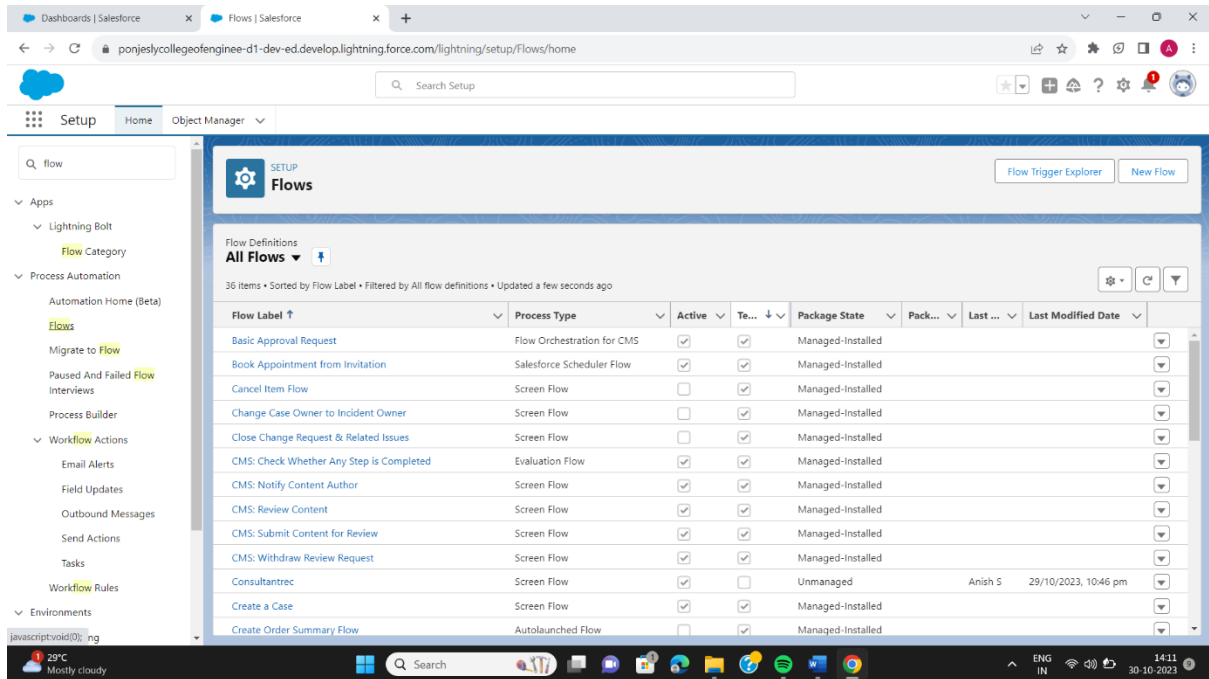 Dashboards | Salesforce
Flows | Salesforce
ponjeslycollegeofenginee-d1-dev-ed.develop.lightning.force.com/lightning/setup/Flows/home
A
Search Setup
1
Setup Home Object Manager
flow
Apps
Lightning Bolt
Flow Category
Process Automation
Automation Home (Beta)
Flows
Migrate to Flow
Paused And Failed Flow
Interviews
Process Builder
Workflow Actions
Email Alerts
Field Updates
Outbound Messages
Send Actions
Tasks
Workflow Rules
Environments
javascript:void(0); ng
SETUP
Flows
Flow Trigger Explorer
New Flow
Flow Definitions
All Flows
36 items • Sorted by Flow Label • Filtered by All flow definitions • Updated a few seconds ago
Flow Label ↑ Process Type Active Te... ↓ Package State Pack... Last ... Last Modified Date
Basic Approval Request Flow Orchestration for CMS Managed-Installed
Book Appointment from Invitation Salesforce Scheduler Flow Managed-Installed
Cancel Item Flow Screen Flow Managed-Installed
Change Case Owner to Incident Owner Screen Flow Managed-Installed
Close Change Request & Related Issues Screen Flow Managed-Installed
CMS: Check Whether Any Step is Completed Evaluation Flow Managed-Installed
CMS: Notify Content Author Screen Flow Managed-Installed
CMS: Review Content Screen Flow Managed-Installed
CMS: Submit Content for Review Screen Flow Managed-Installed
CMS: Withdraw Review Request Screen Flow Managed-Installed
Consultantrec Screen Flow Unmanaged Anish S 29/10/2023, 10:46 pm
Create a Case Screen Flow Managed-Installed
Create Order Summary Flow Autolaunched Flow Managed-Installed
1
29°C
Mostly cloudy
Search
ENG
IN
14:11
30-10-2023